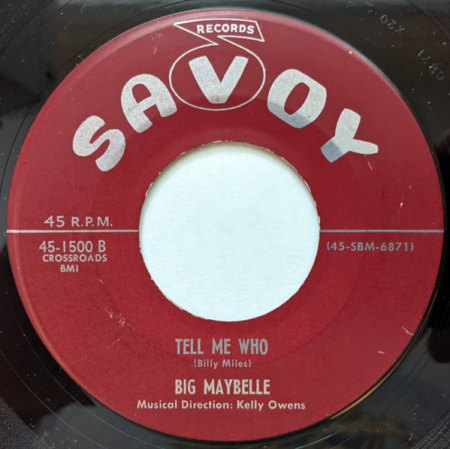 RECORDS
SAVOY
45 R.P.M.
45-1500 B
CROSSROADS
BMI
(45-SBM-6871)
TELL ME WHO
(Billy Miles)
BIG MAYBELLE
Musical Direction: Kelly Owens